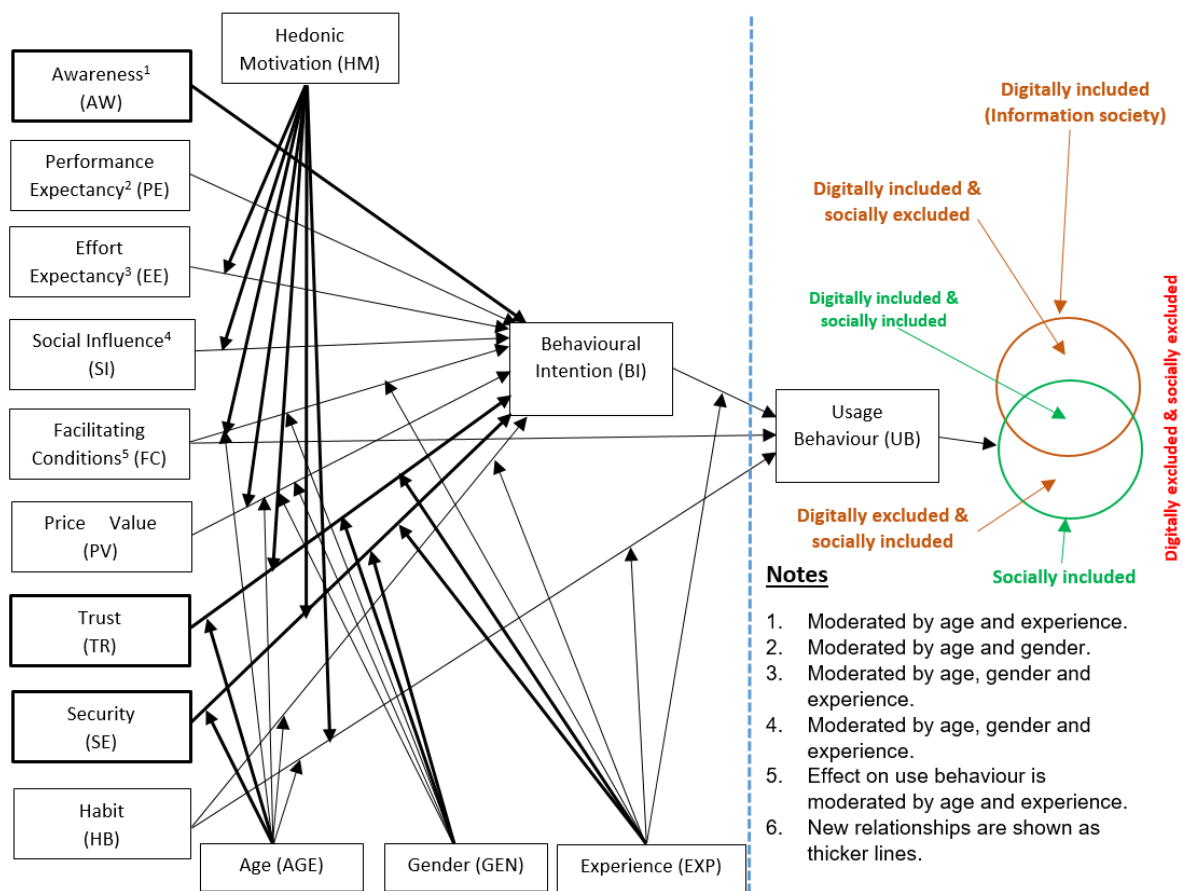 Hedonic
Motivation (HM)
Awareness1
(AW)
Performance
Expectancy2 (PE)
Effort
Expectancy3 (EE)
Social Influence4
(SI)
Facilitating
Conditions5 (FC)
Price Value
(PV)
Trust
(TR)
Security
(SE)
Habit
(HB)
Age (AGE)
Gender (GEN)
Experience (EXP)
Behavioural
Intention (BI)
Usage
Behaviour (UB)
Digitally included
(Information society)
Digitally included &
socially excluded
Digitally included &
socially included
Digitally excluded &
socially included
Socially included
Digitally excluded & socially excluded
Notes
1. Moderated by age and experience.
2. Moderated by age and gender.
3. Moderated by age, gender and
experience.
4. Moderated by age, gender and
experience.
5. Effect on use behaviour is
moderated by age and experience.
6. New relationships are shown as
thicker lines.